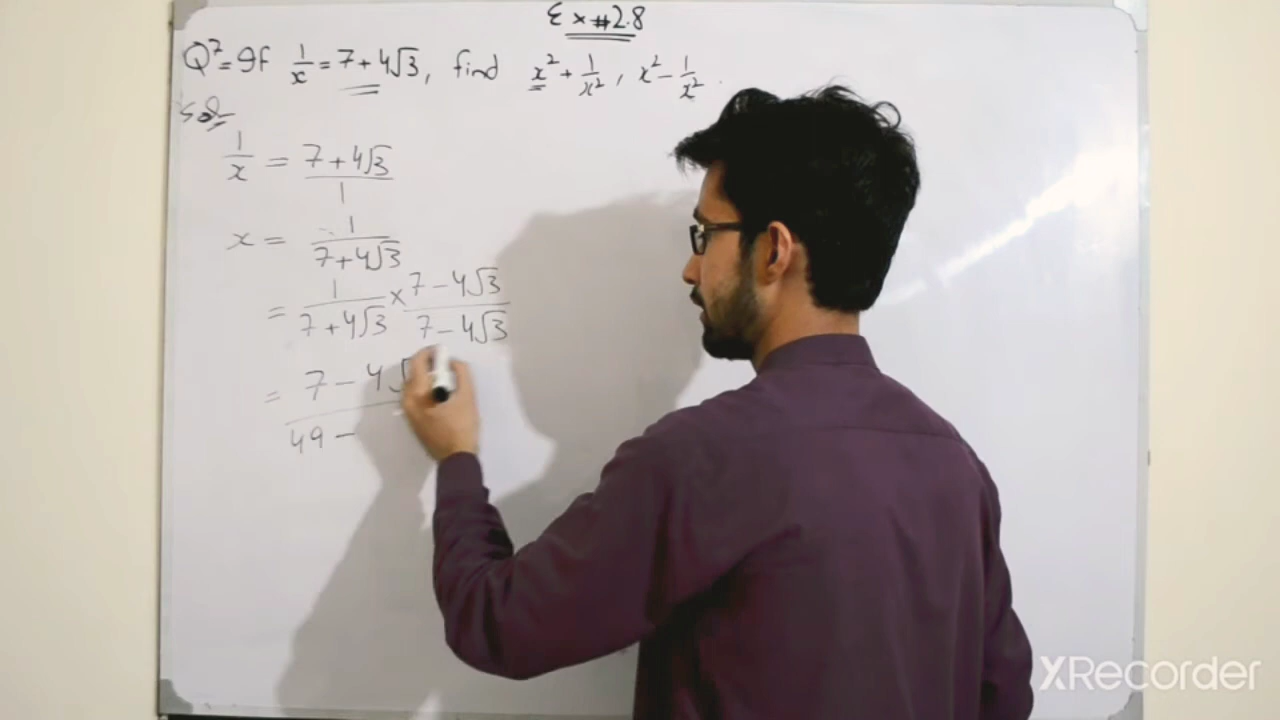 Ex #2.8
Q7= If 1/x = 7+4√3, find x² + 1/x², x² − 1/x².
Sol
1/x = 7+4√3/1
x = 1/7+4√3
= 1/7+4√3 × 7−4√3/7−4√3
= 7−4√/49−
XRecorder